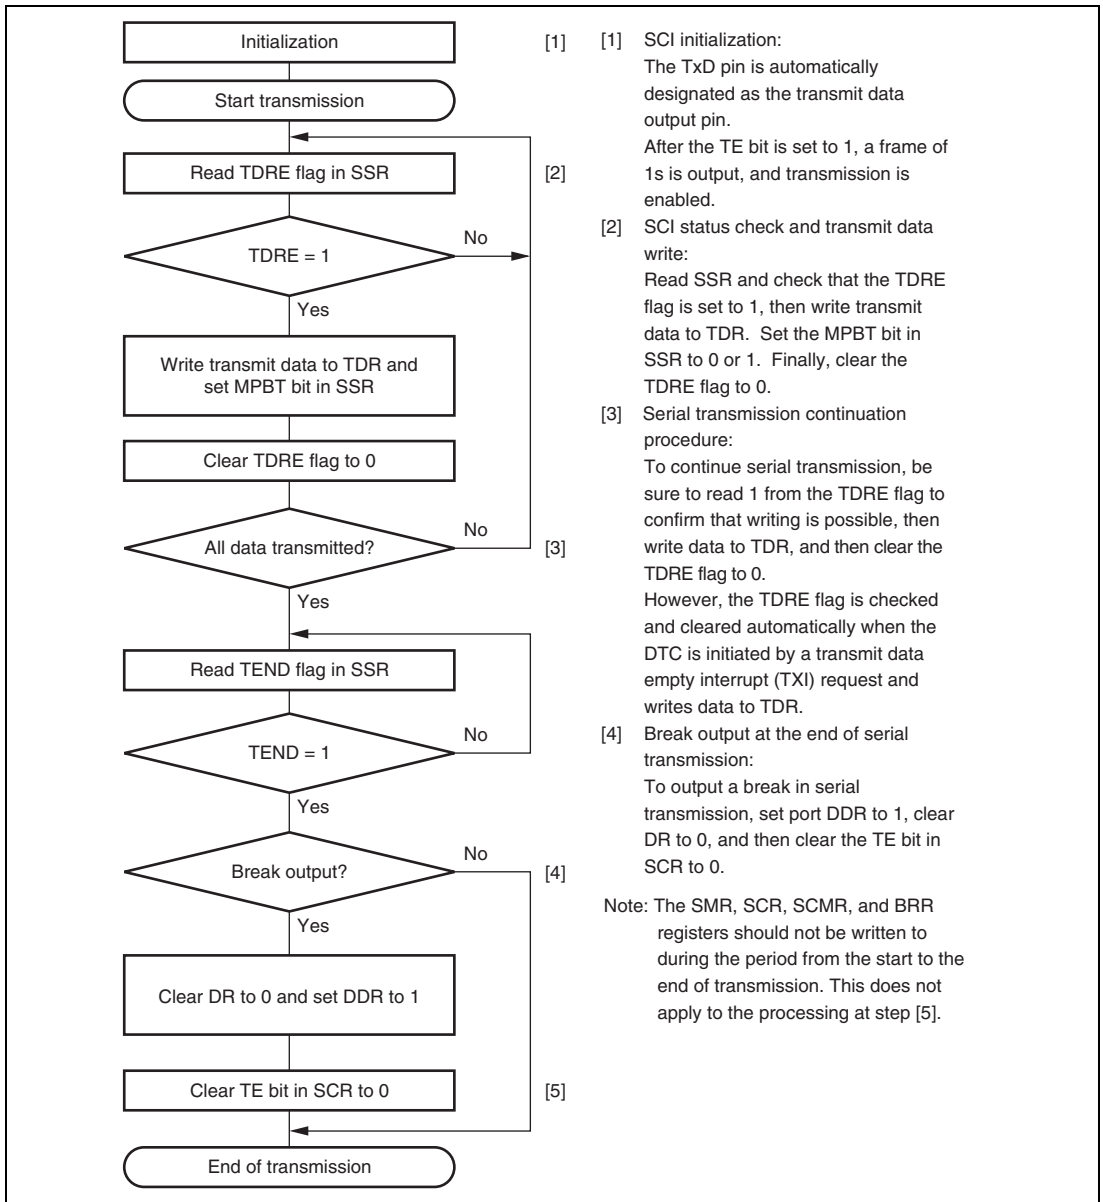 Initialization
[1]
Start transmission
Read TDRE flag in SSR
[2]
TDRE = 1
No
Yes
Write transmit data to TDR and
set MPBT bit in SSR
Clear TDRE flag to 0
All data transmitted?
No
[3]
Yes
Read TEND flag in SSR
TEND = 1
No
Yes
Break output?
No
[4]
Yes
Clear DR to 0 and set DDR to 1
Clear TE bit in SCR to 0
[5]
End of transmission
[1] SCI initialization:
The TxD pin is automatically
designated as the transmit data
output pin.
After the TE bit is set to 1, a frame of
1s is output, and transmission is
enabled.
[2] SCI status check and transmit data
write:
Read SSR and check that the TDRE
flag is set to 1, then write transmit
data to TDR. Set the MPBT bit in
SSR to 0 or 1. Finally, clear the
TDRE flag to 0.
[3] Serial transmission continuation
procedure:
To continue serial transmission, be
sure to read 1 from the TDRE flag to
confirm that writing is possible, then
write data to TDR, and then clear the
TDRE flag to 0.
However, the TDRE flag is checked
and cleared automatically when the
DTC is initiated by a transmit data
empty interrupt (TXI) request and
writes data to TDR.
[4] Break output at the end of serial
transmission:
To output a break in serial
transmission, set port DDR to 1, clear
DR to 0, and then clear the TE bit in
SCR to 0.
Note: The SMR, SCR, SCMR, and BRR
registers should not be written to
during the period from the start to the
end of transmission. This does not
apply to the processing at step [5].